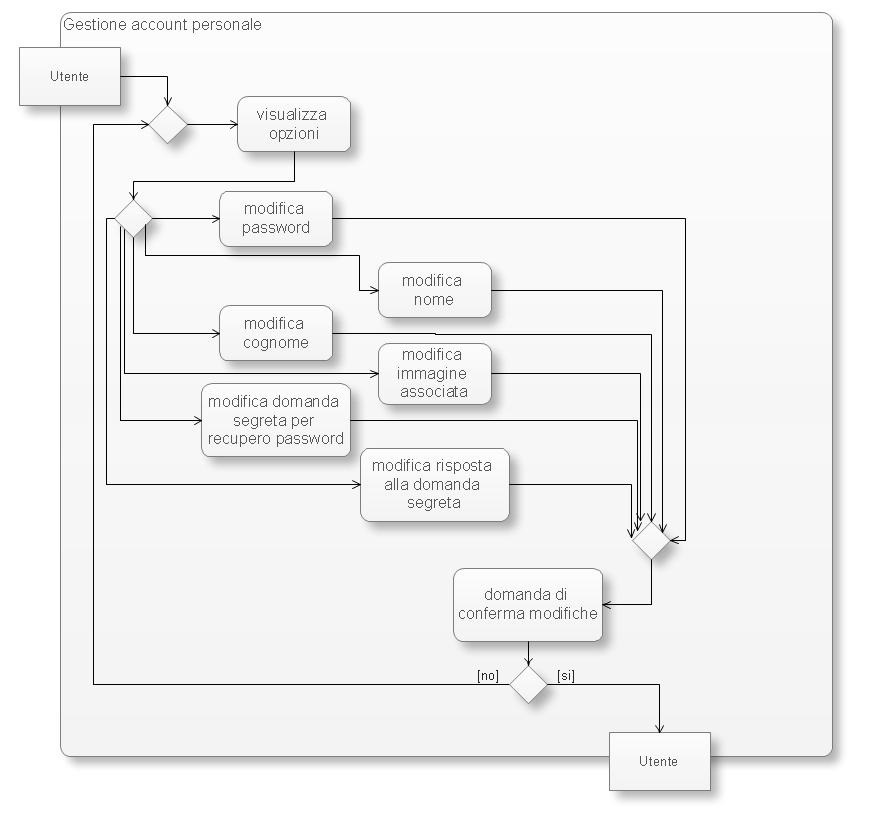 Gestione account personale
Utente
visualizza
opzioni
modifica
password
modifica
nome
modifica
cognome
modifica
immagine
associata
modifica domanda
segreta per
recupero password
modifica risposta
alla domanda
segreta
domanda di
conferma modifiche
[no]
[si]
Utente